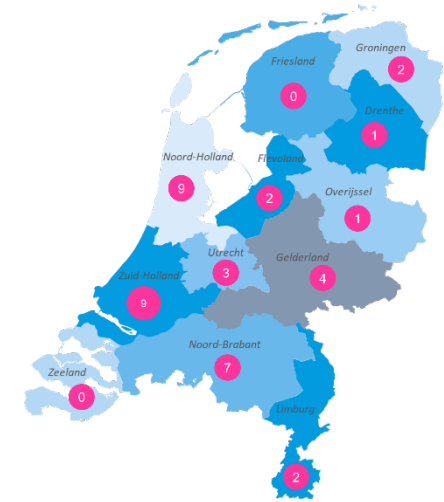 Groningen
2
Friesland
0
Drenthe
1
Noord-Holland
9
Flevoland
2
Overijssel
1
Utrecht
3
Gelderland
4
Zuid-Holland
9
Noord-Brabant
7
Zeeland
0
Limburg
2